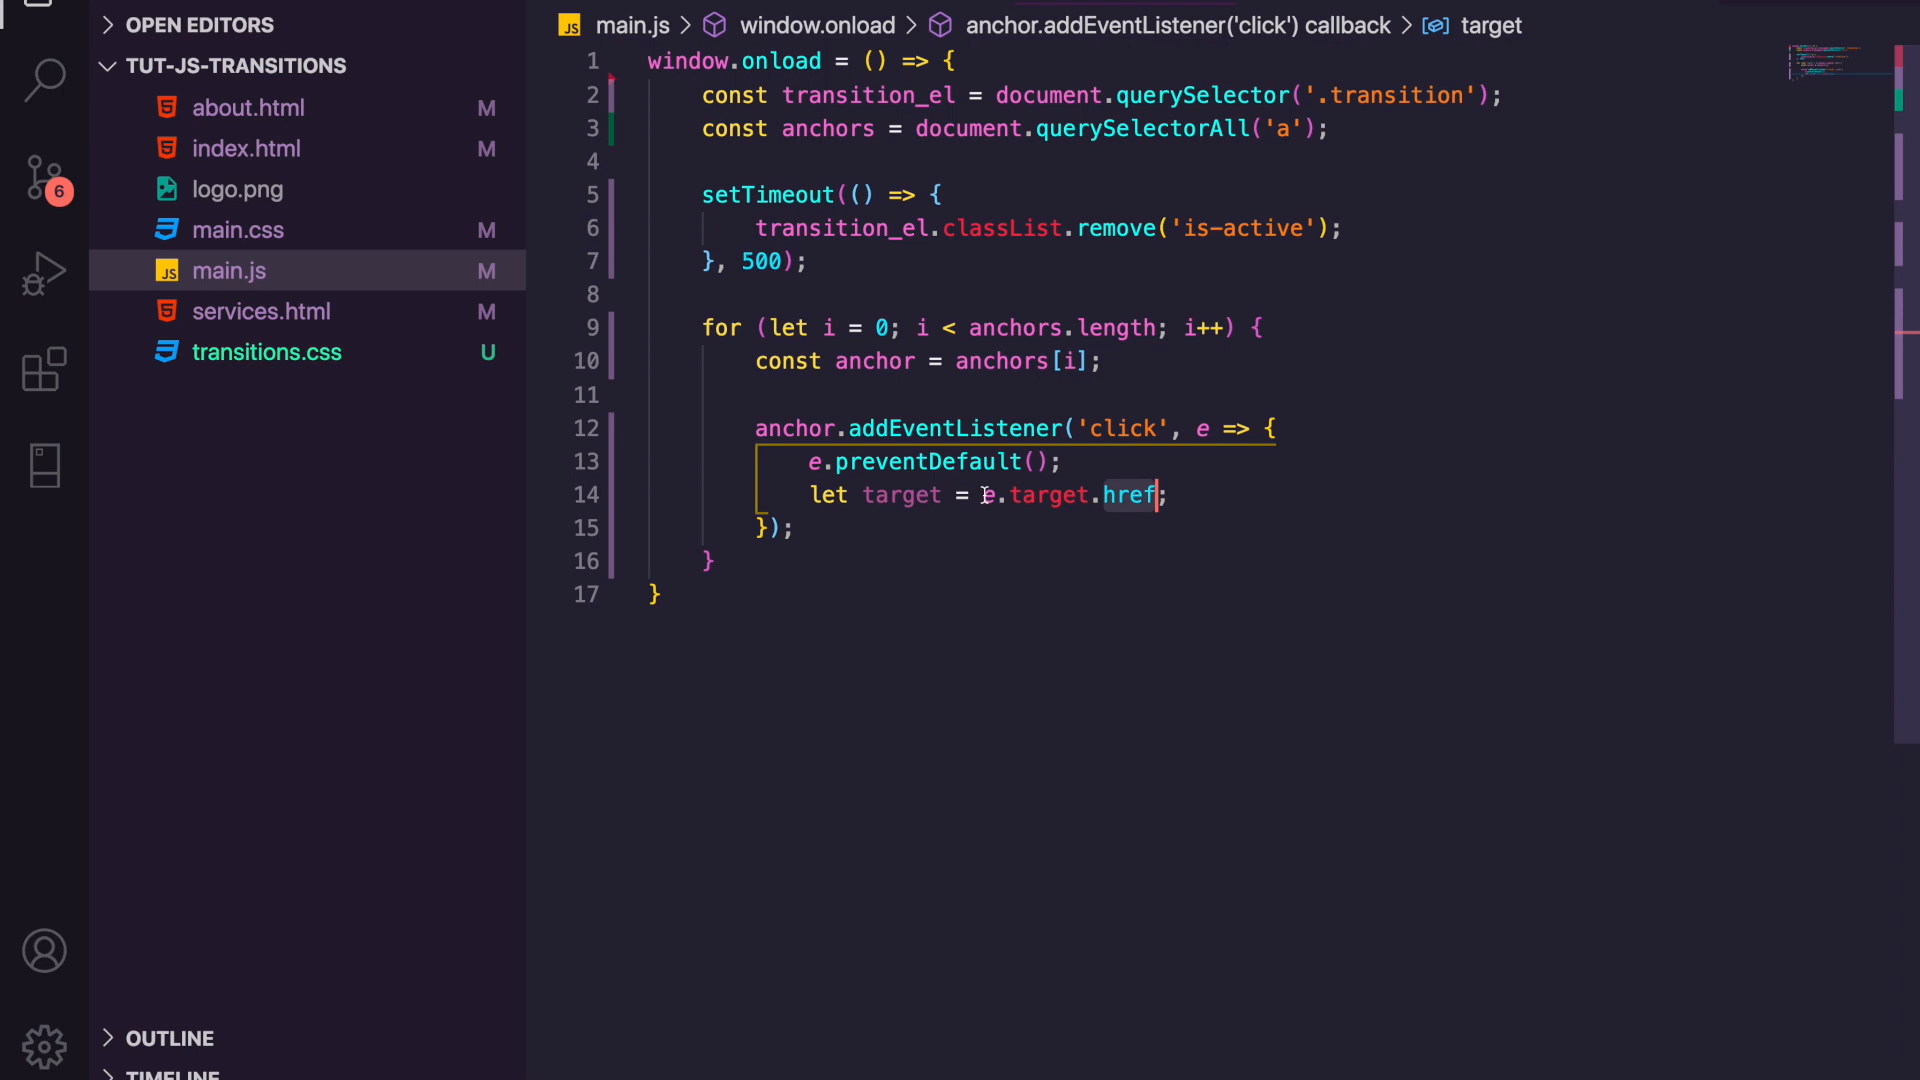 OPEN EDITORS
TUT-JS-TRANSITIONS
about.html M
index.html M
logo.png
main.css M
main.js M
services.html M
transitions.css U
6
OUTLINE
TIMELINE
main.js > window.onload > anchor.addEventListener('click') callback > target
1 window.onload = () => {
2 const transition_el = document.querySelector('.transition');
3 const anchors = document.querySelectorAll('a');
4
5 setTimeout(() => {
6 transition_el.classList.remove('is-active');
7 }, 500);
8
9 for (let i = 0; i < anchors.length; i++) {
10 const anchor = anchors[i];
11
12 anchor.addEventListener('click', e => {
13 e.preventDefault();
14 let target = e.target.href;
15 });
16 }
17 }